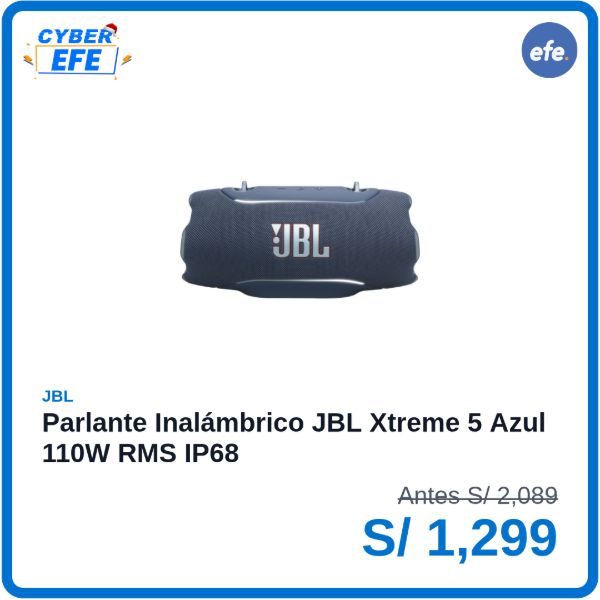 CYBER
EFE
efe.
JBL
JBL
Parlante Inalámbrico JBL Xtreme 5 Azul
110W RMS IP68
Antes S/ 2,089
S/ 1,299